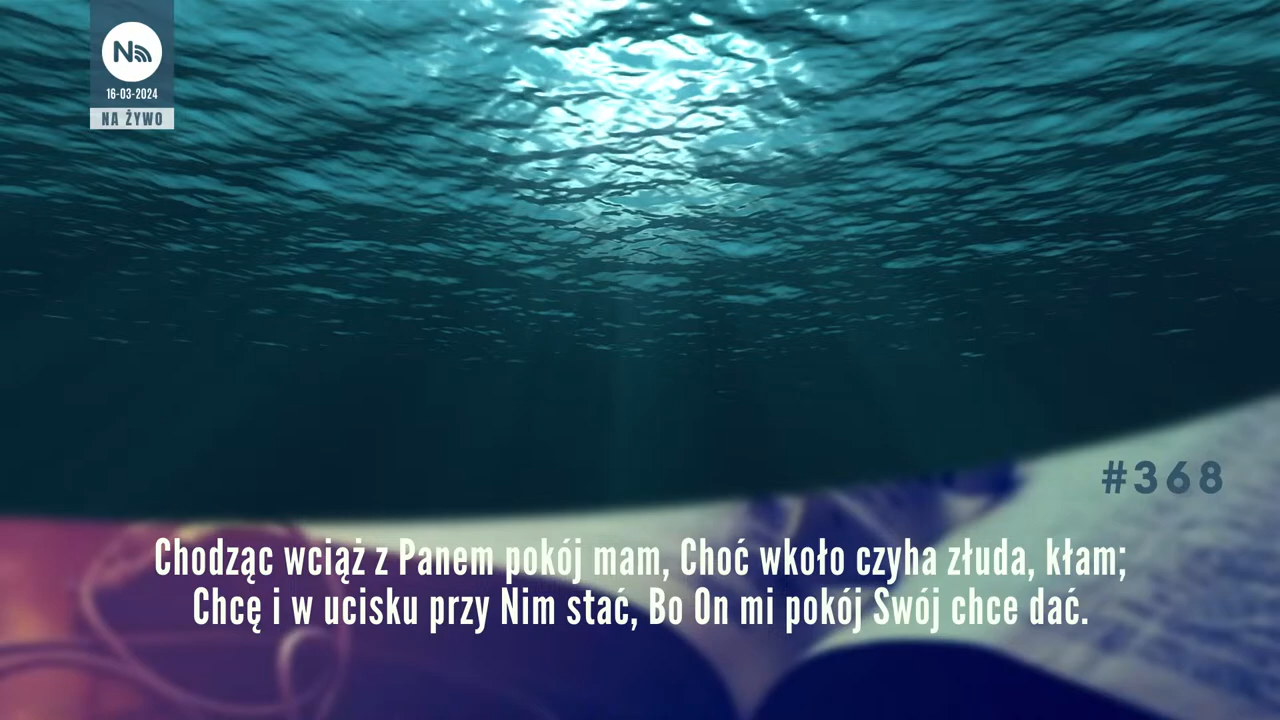 N
16-03-2024
NA ŻYWO
#368
Chodząc wciąż z Panem pokój mam, Choć wkoło czyha złuda, kłam;
Chcę i w ucisku przy Nim stać, Bo On mi pokój Swój chce dać.